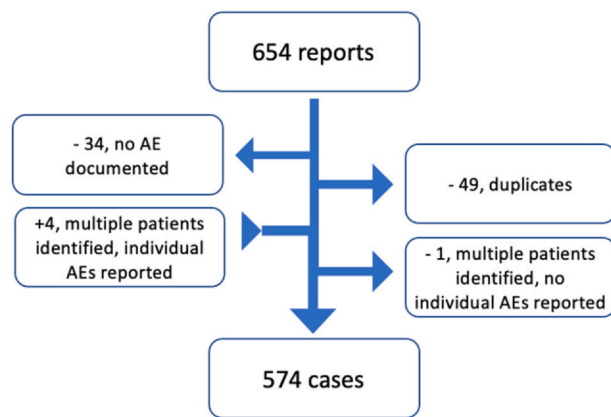 654 reports
- 34, no AE
documented
- 49, duplicates
+4, multiple patients
identified, individual
AEs reported
- 1, multiple patients
identified, no
individual AEs reported
574 cases